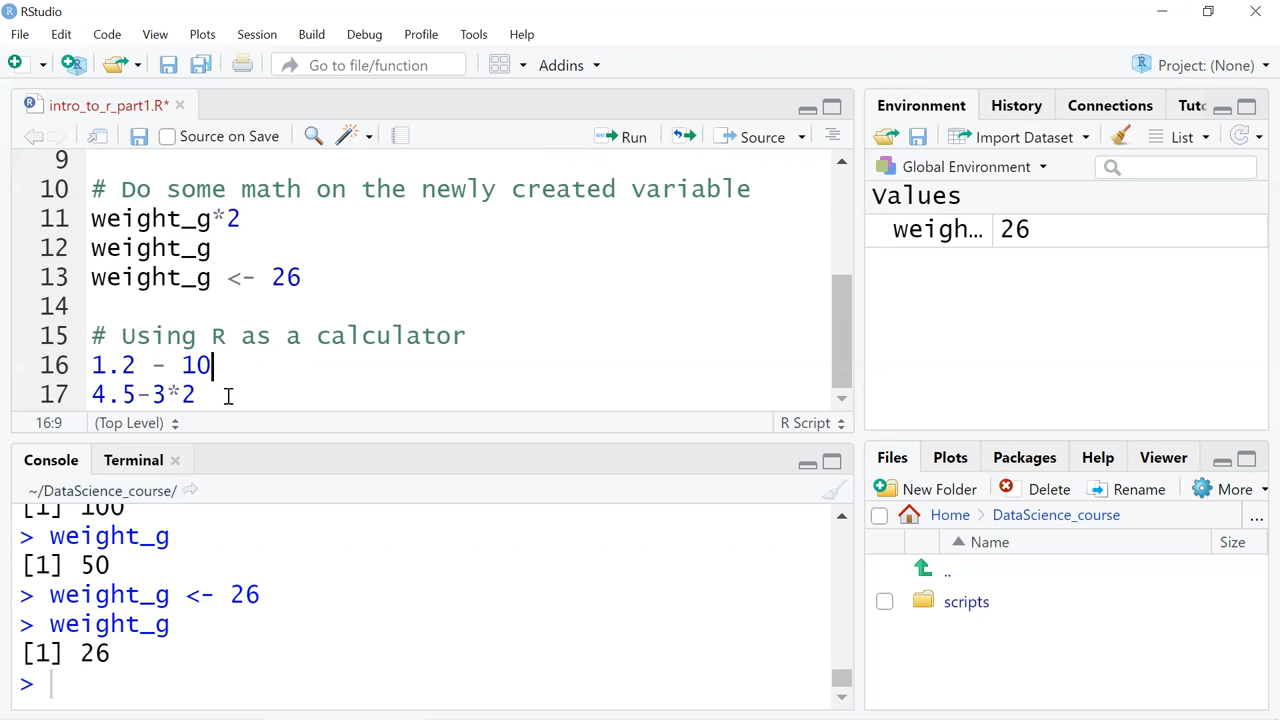 RStudio
File Edit Code View Plots Session Build Debug Profile Tools Help
Go to file/function Addins Project: (None)
intro_to_r_part1.R*
Source on Save Run Source
9
10 # Do some math on the newly created variable
11 weight_g*2
12 weight_g
13 weight_g <- 26
14
15 # Using R as a calculator
16 1.2 - 10
17 4.5-3*2
16:9 (Top Level) R Script
Console Terminal
~/DataScience_course/
[1] 100
> weight_g
[1] 50
> weight_g <- 26
> weight_g
[1] 26
>
Environment History Connections Tuto
Import Dataset List
Global Environment
Values
weigh… 26
Files Plots Packages Help Viewer
New Folder Delete Rename More
Home DataScience_course ...
Name Size
..
scripts